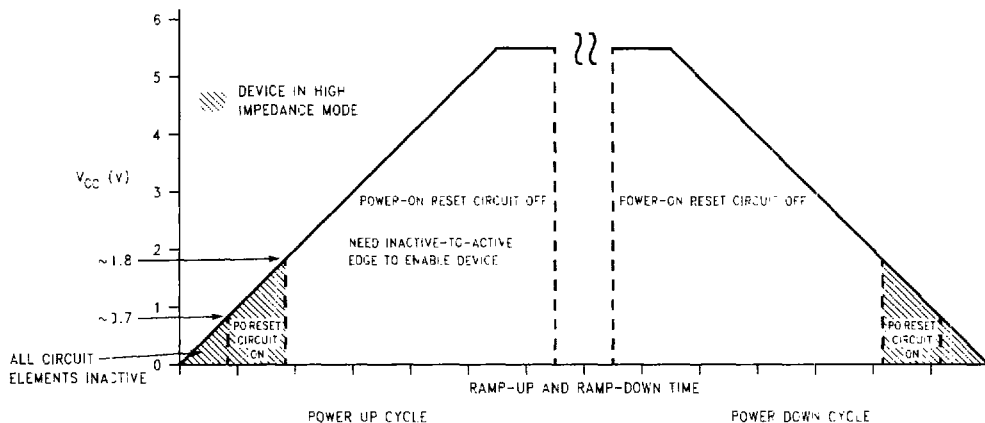 6
5
4
3
2
1
0
DEVICE IN HIGH
IMPEDANCE MODE
VCC (V)
POWER-ON RESET CIRCUIT OFF
POWER-ON RESET CIRCUIT OFF
NEED INACTIVE-TO-ACTIVE
EDGE TO ENABLE DEVICE
~1.8
~0.7
PO RESET
CIRCUIT
ON
PO RESET
CIRCUIT
ON
ALL CIRCUIT
ELEMENTS INACTIVE
RAMP-UP AND RAMP-DOWN TIME
POWER UP CYCLE
POWER DOWN CYCLE